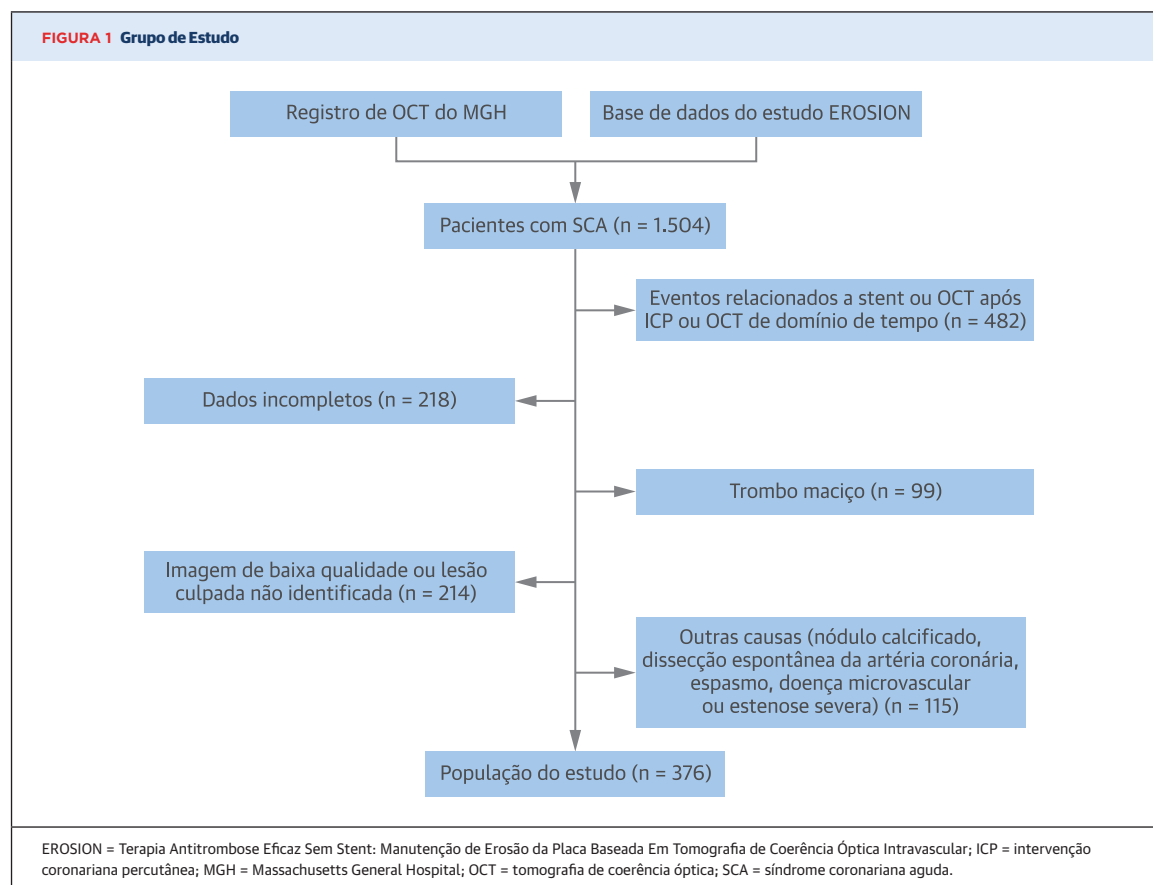 FIGURA 1 Grupo de Estudo
Registro de OCT do MGH
Base de dados do estudo EROSION
Pacientes com SCA (n = 1.504)
Eventos relacionados a stent ou OCT após
ICP ou OCT de domínio de tempo (n = 482)
Dados incompletos (n = 218)
Trombo maciço (n = 99)
Imagem de baixa qualidade ou lesão
culpada não identificada (n = 214)
Outras causas (nódulo calcificado,
dissecção espontânea da artéria coronária,
espasmo, doença microvascular
ou estenose severa) (n = 115)
População do estudo (n = 376)
EROSION = Terapia Antitrombose Eficaz Sem Stent: Manutenção de Erosão da Placa Baseada Em Tomografia de Coerência Óptica Intravascular; ICP = intervenção
coronariana percutânea; MGH = Massachusetts General Hospital; OCT = tomografia de coerência óptica; SCA = síndrome coronariana aguda.